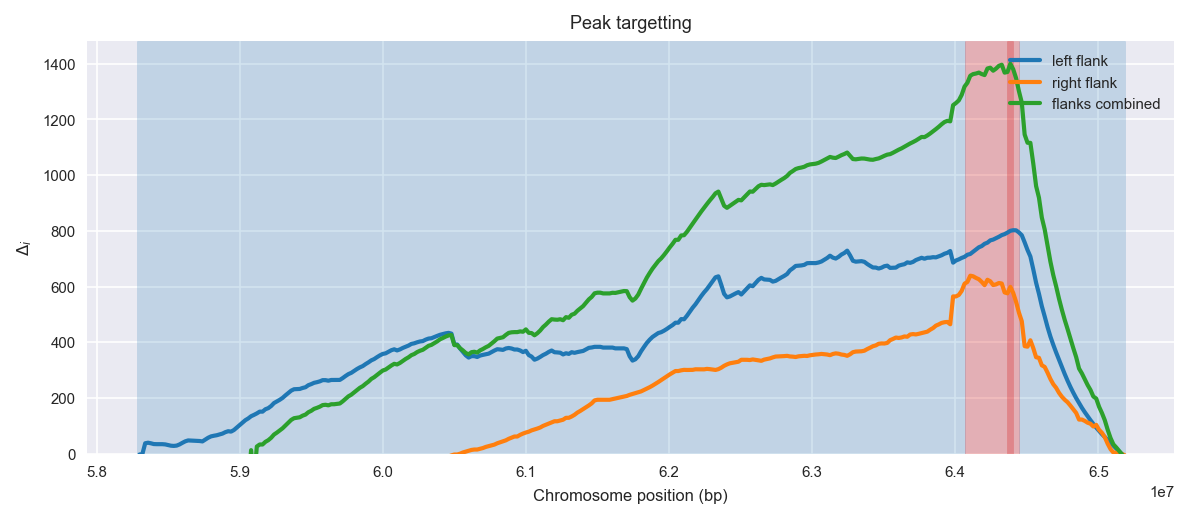 Peak targetting
1400
1200
1000
800
600
400
200
0
Δi
left flank
right flank
flanks combined
5.8 5.9 6.0 6.1 6.2 6.3 6.4 6.5
1e7
Chromosome position (bp)